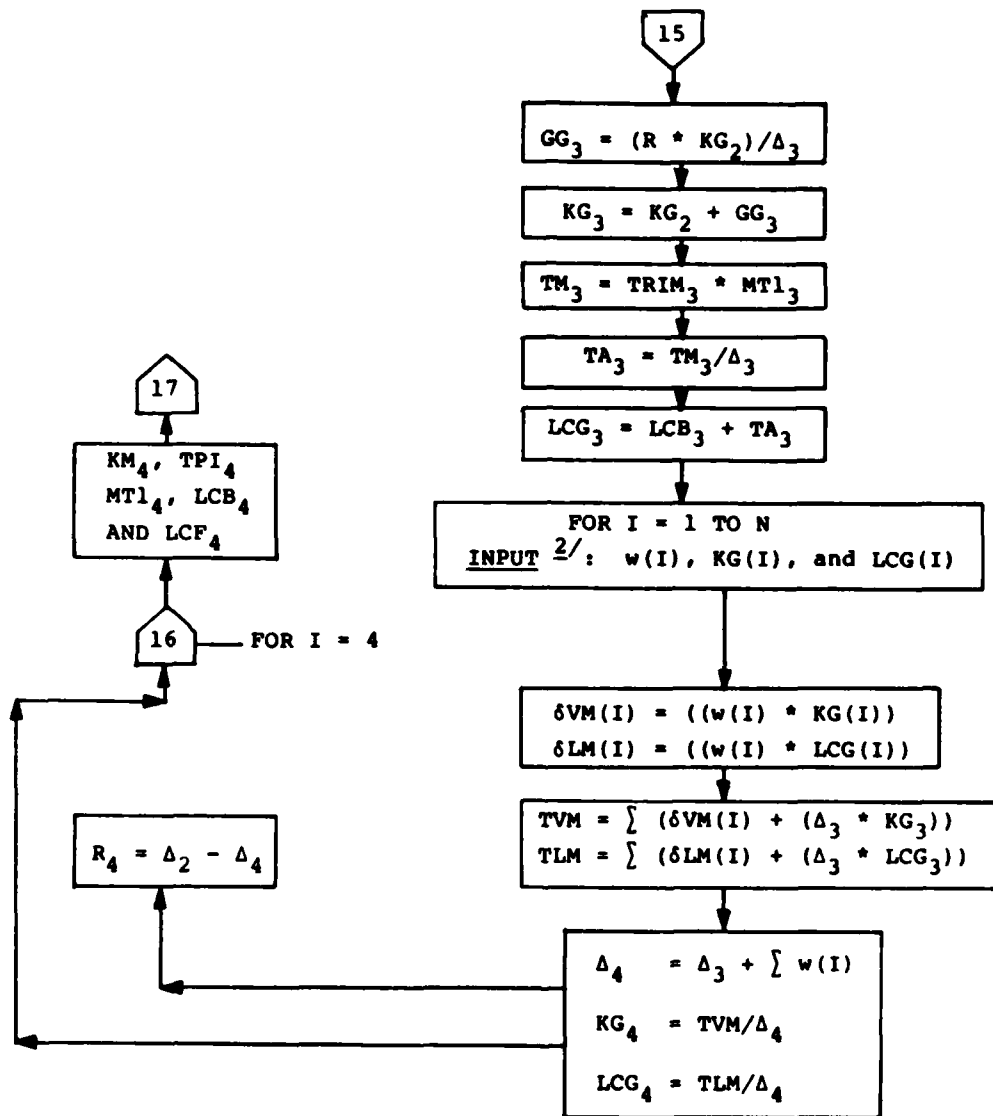 15
GG₃ = (R * KG₂)/Δ₃
KG₃ = KG₂ + GG₃
TM₃ = TRIM₃ * MT1₃
TA₃ = TM₃/Δ₃
LCG₃ = LCB₃ + TA₃
FOR I = 1 TO N
INPUT 2/: w(I), KG(I), and LCG(I)
δVM(I) = ((w(I) * KG(I))
δLM(I) = ((w(I) * LCG(I))
TVM = ∑ (δVM(I) + (Δ₃ * KG₃))
TLM = ∑ (δLM(I) + (Δ₃ * LCG₃))
Δ₄ = Δ₃ + ∑ w(I)
KG₄ = TVM/Δ₄
LCG₄ = TLM/Δ₄
R₄ = Δ₂ - Δ₄
16
FOR I = 4
KM₄, TPI₄
MT1₄, LCB₄
AND LCF₄
17